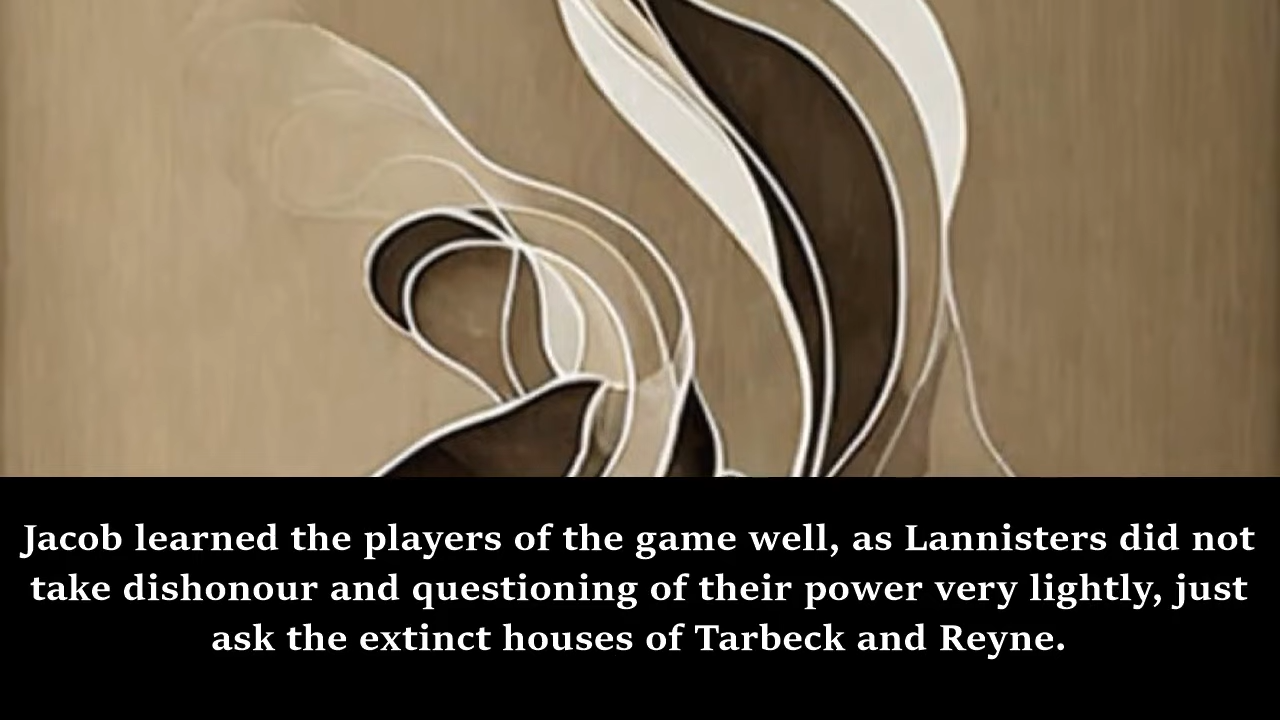 Jacob learned the players of the game well, as Lannisters did not
take dishonour and questioning of their power very lightly, just
ask the extinct houses of Tarbeck and Reyne.